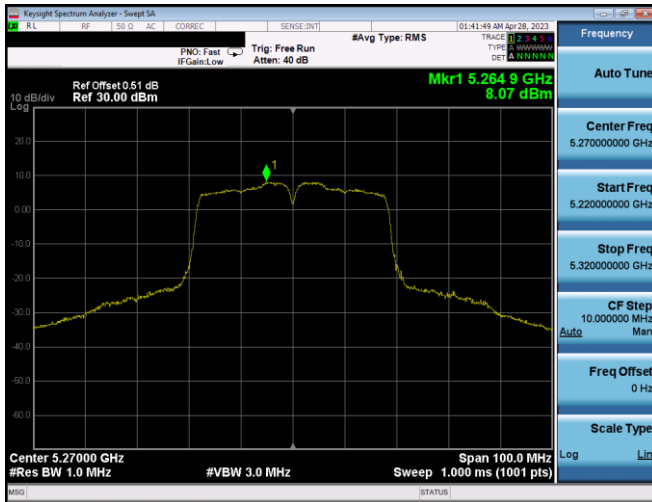 Keysight Spectrum Analyzer - Swept SA
RL RF 50 Ω AC CORREC SENSE:INT 01:41:49 AM Apr 28, 2023
#Avg Type: RMS
TRACE 1 2 3 4 5 6
TYPE A WWWWW
DET A N N N N N
PNO: Fast
IFGain:Low
Trig: Free Run
Atten: 40 dB
Mkr1 5.264 9 GHz
8.07 dBm
Ref Offset 0.51 dB
Ref 30.00 dBm
10 dB/div
Log
1
20.0
10.0
0.00
-10.0
-20.0
-30.0
-40.0
-50.0
-60.0
Center 5.27000 GHz
#Res BW 1.0 MHz
#VBW 3.0 MHz
Span 100.0 MHz
Sweep 1.000 ms (1001 pts)
MSG
STATUS
Frequency
Auto Tune
Center Freq
5.270000000 GHz
Start Freq
5.220000000 GHz
Stop Freq
5.320000000 GHz
CF Step
10.000000 MHz
Auto Man
Freq Offset
0 Hz
Scale Type
Log Lin